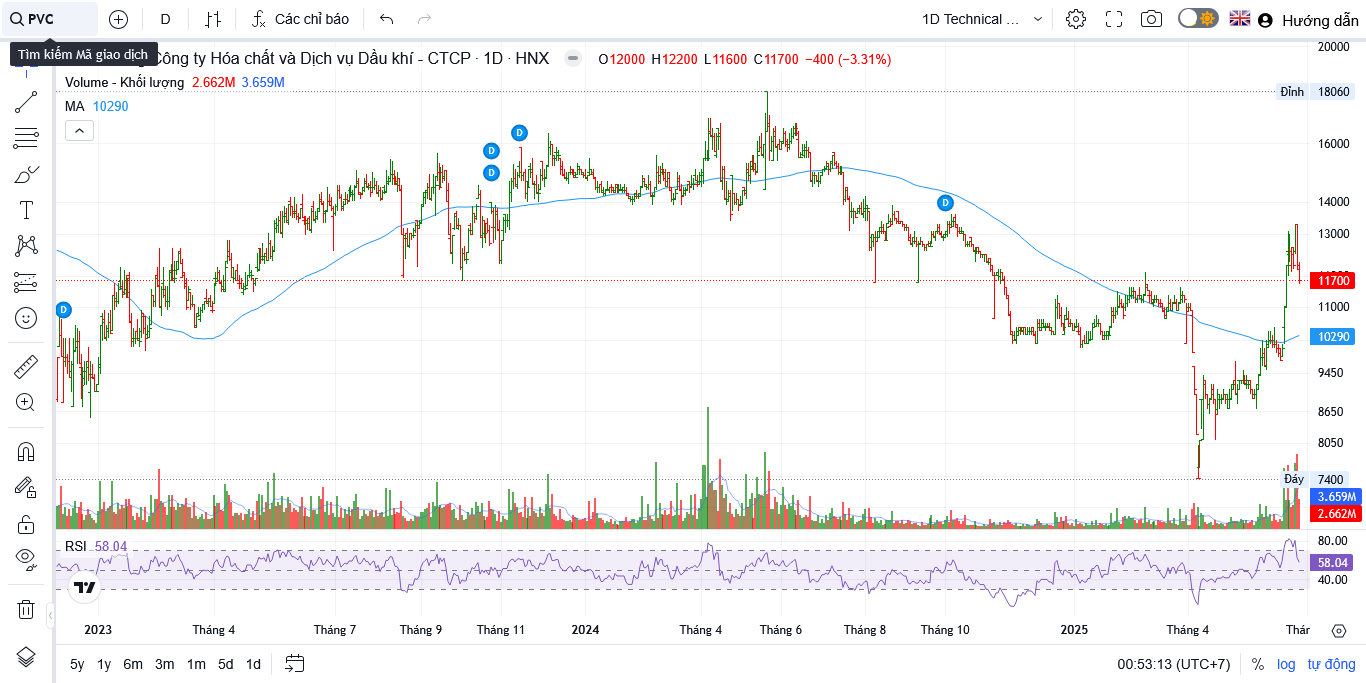 PVC
D
Các chỉ báo
1D Technical ...
Hướng dẫn
Tìm kiếm Mã giao dịch
Công ty Hóa chất và Dịch vụ Dầu khí - CTCP · 1D · HNX
O12000 H12200 L11600 C11700 −400 (−3.31%)
Volume - Khối lượng 2.662M 3.659M
MA 10290
20000
Đỉnh 18060
16000
14000
13000
11700
11000
10290
9450
8650
8050
Đáy 7400
3.659M
2.662M
D
D
D
D
D
RSI 58.04
80.00
58.04
40.00
2023 Tháng 4 Tháng 7 Tháng 9 Tháng 11 2024 Tháng 4 Tháng 6 Tháng 8 Tháng 10 2025 Tháng 4 Thár
5y 1y 6m 3m 1m 5d 1d
00:53:13 (UTC+7) % log tự động